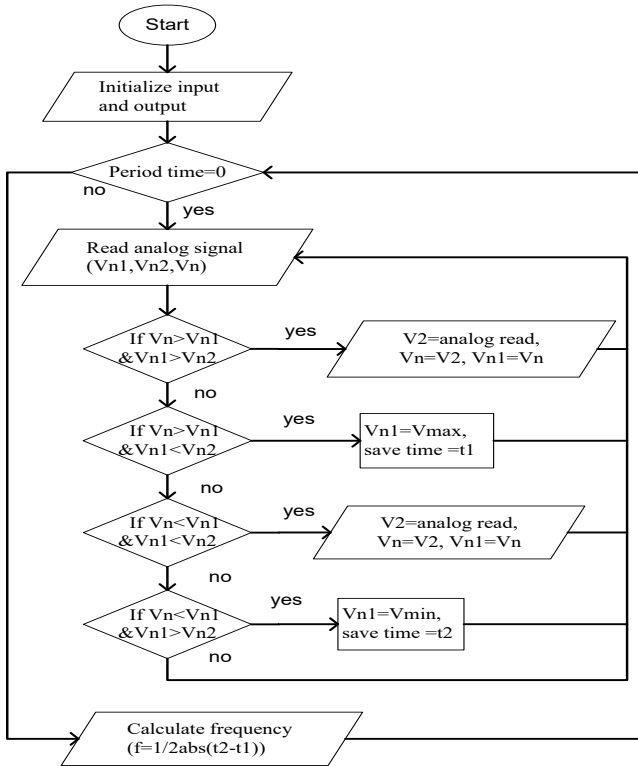 Start
Initialize input
and output
Period time=0
no
yes
Read analog signal
(Vn1,Vn2,Vn)
If Vn>Vn1
&Vn1>Vn2
yes
V2=analog read,
Vn=V2, Vn1=Vn
no
If Vn>Vn1
&Vn1<Vn2
yes
Vn1=Vmax,
save time =t1
no
If Vn<Vn1
&Vn1<Vn2
yes
V2=analog read,
Vn=V2, Vn1=Vn
no
If Vn<Vn1
&Vn1>Vn2
yes
Vn1=Vmin,
save time =t2
no
Calculate frequency
(f=1/2abs(t2-t1))